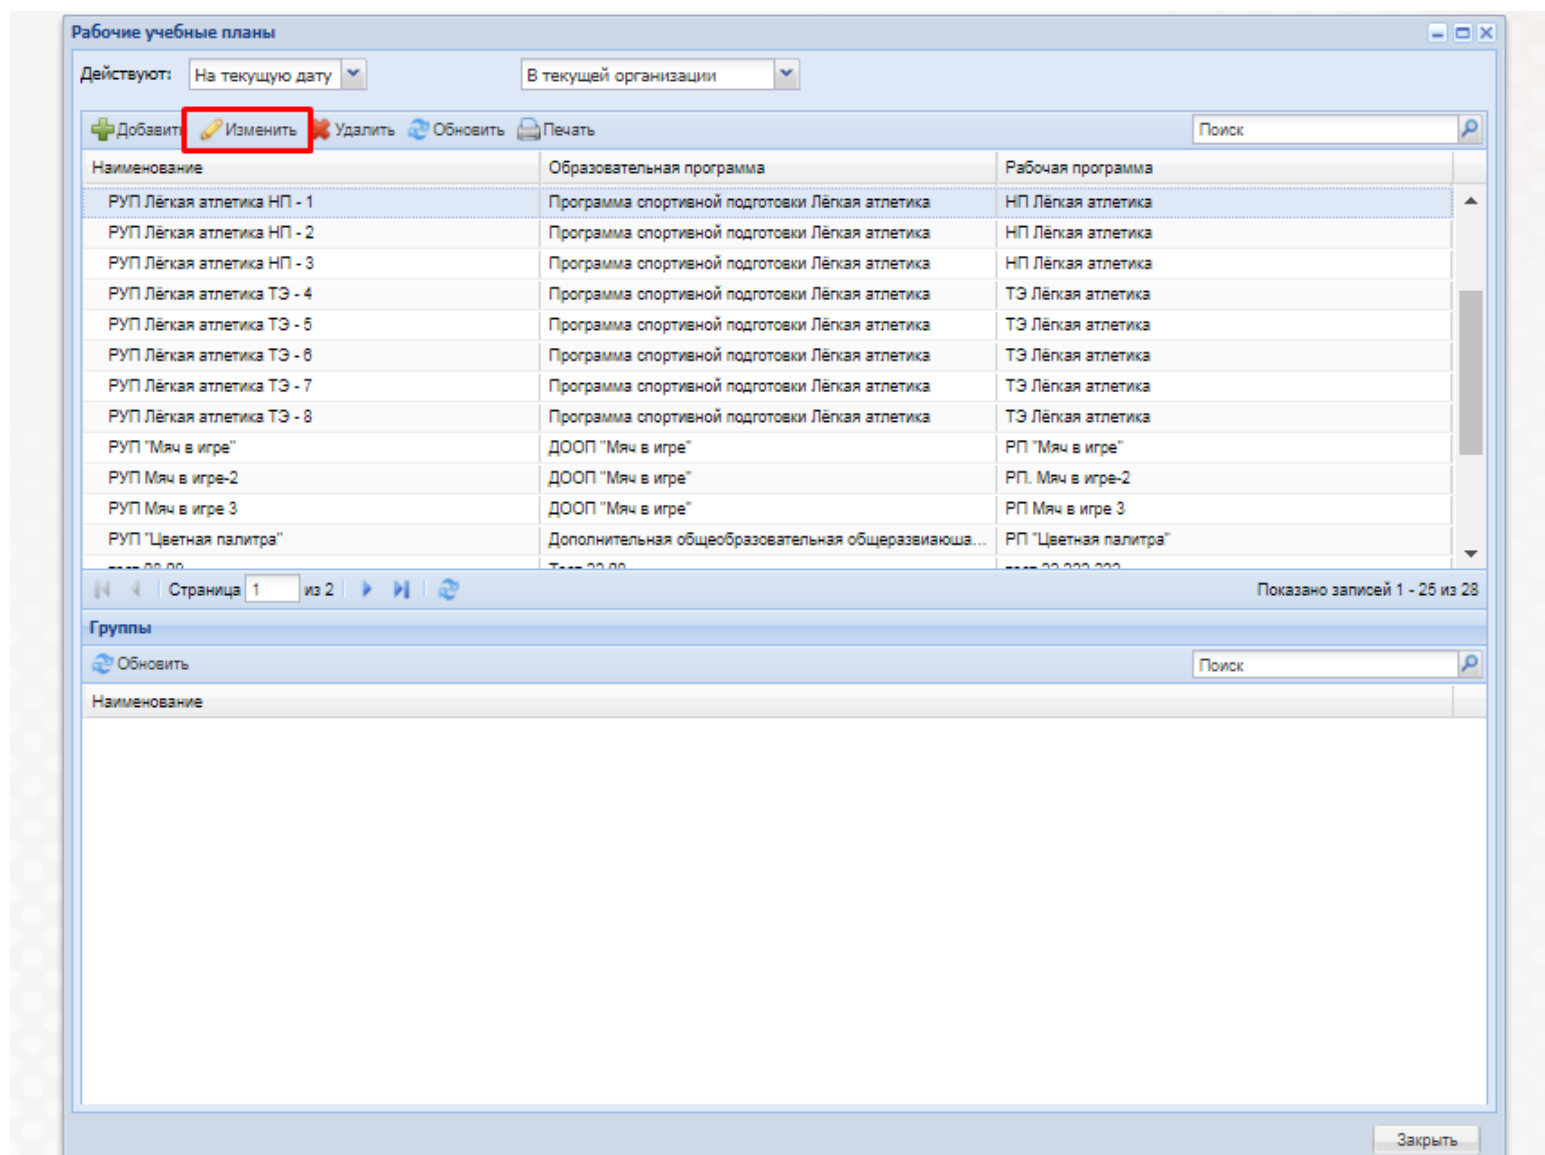 Рабочие учебные планы
Действуют: На текущую дату В текущей организации
Добавить Изменить Удалить Обновить Печать Поиск
Наименование Образовательная программа Рабочая программа
РУП Лёгкая атлетика НП - 1 Программа спортивной подготовки Лёгкая атлетика НП Лёгкая атлетика
РУП Лёгкая атлетика НП - 2 Программа спортивной подготовки Лёгкая атлетика НП Лёгкая атлетика
РУП Лёгкая атлетика НП - 3 Программа спортивной подготовки Лёгкая атлетика НП Лёгкая атлетика
РУП Лёгкая атлетика ТЭ - 4 Программа спортивной подготовки Лёгкая атлетика ТЭ Лёгкая атлетика
РУП Лёгкая атлетика ТЭ - 5 Программа спортивной подготовки Лёгкая атлетика ТЭ Лёгкая атлетика
РУП Лёгкая атлетика ТЭ - 6 Программа спортивной подготовки Лёгкая атлетика ТЭ Лёгкая атлетика
РУП Лёгкая атлетика ТЭ - 7 Программа спортивной подготовки Лёгкая атлетика ТЭ Лёгкая атлетика
РУП Лёгкая атлетика ТЭ - 8 Программа спортивной подготовки Лёгкая атлетика ТЭ Лёгкая атлетика
РУП "Мяч в игре" ДООП "Мяч в игре" РП "Мяч в игре"
РУП Мяч в игре-2 ДООП "Мяч в игре" РП. Мяч в игре-2
РУП Мяч в игре 3 ДООП "Мяч в игре" РП Мяч в игре 3
РУП "Цветная палитра" Дополнительная общеобразовательная общеразвиаюша... РП "Цветная палитра"
Страница 1 из 2 Показано записей 1 - 25 из 28
Группы
Обновить Поиск
Наименование
Закрыть